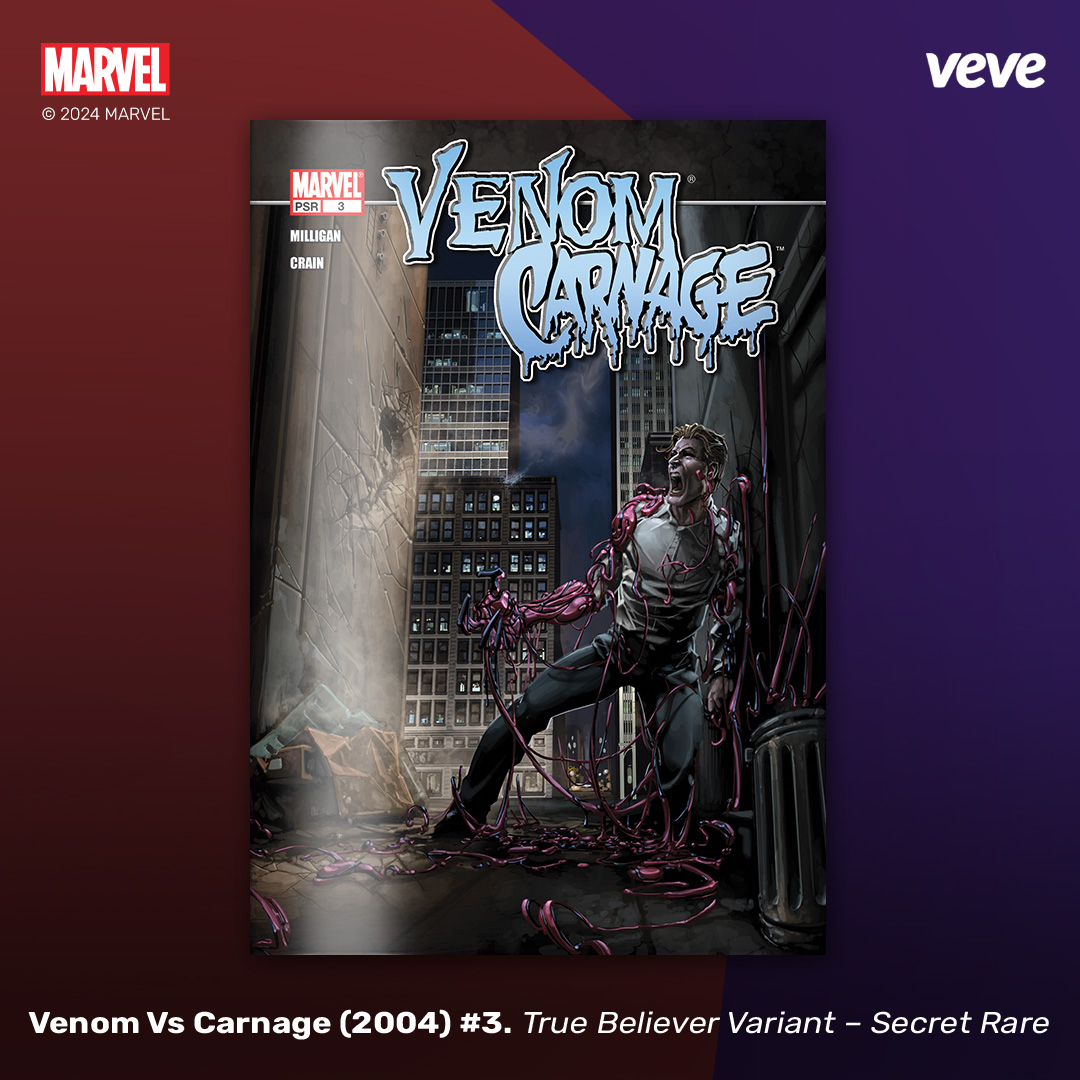 MARVEL
© 2024 MARVEL
veve
MARVEL®
PSR 3
MILLIGAN
CRAIN
VENOM®
CARNAGE™
Venom Vs Carnage (2004) #3. True Believer Variant – Secret Rare